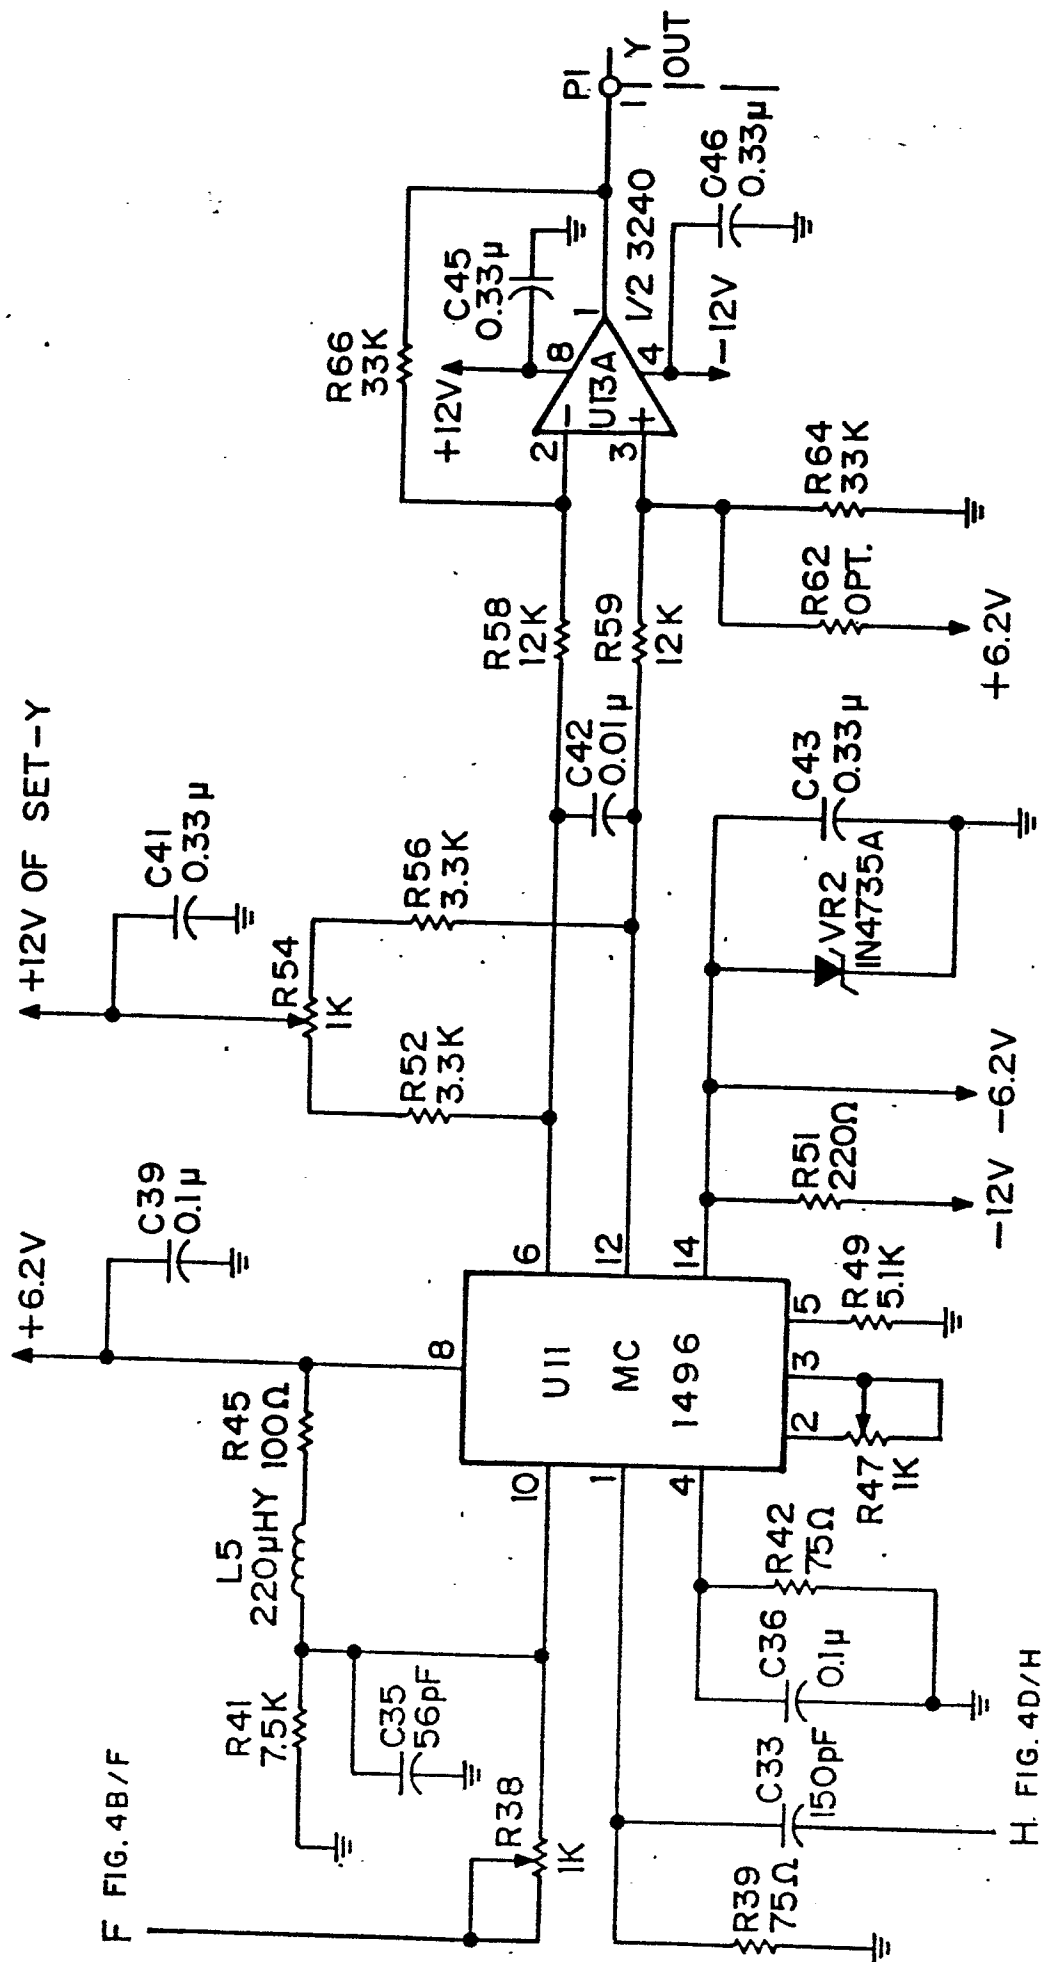 F FIG. 4B/F
R41
7.5K
L5
220µHY
R45
100Ω
+6.2V
C39
0.1µ
+12V OF SET-Y
C41
0.33µ
R54
1K
R52
3.3K
R56
3.3K
C35
56pF
R38
1K
8
10
1
4
U11
MC
1496
6
12
14
2
3
5
R47
1K
R49
5.1K
R39
75Ω
C33
150pF
H. FIG. 4D/H
C36
0.1µ
R42
75Ω
R51
220Ω
-12V
-6.2V
VR2
IN4735A
C43
0.33µ
C42
0.01µ
R58
12K
R59
12K
R62
OPT.
+6.2V
R64
33K
R66
33K
+12V
C45
0.33µ
2
3
-
+
U13A
8
4
1
1/2 3240
-12V
C46
0.33µ
P1
1
Y
OUT